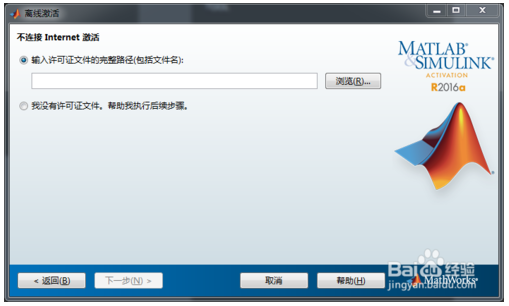 离线激活
不连接 Internet 激活
输入许可证文件的完整路径(包括文件名):
浏览(R)...
我没有许可证文件。帮助我执行后续步骤。
MATLAB®
&SIMULINK®
ACTIVATION
R2016a
< 返回(B)
下一步(N) >
取消
帮助(H)
MathWorks®
Baidu经验
jingyan.baidu.com